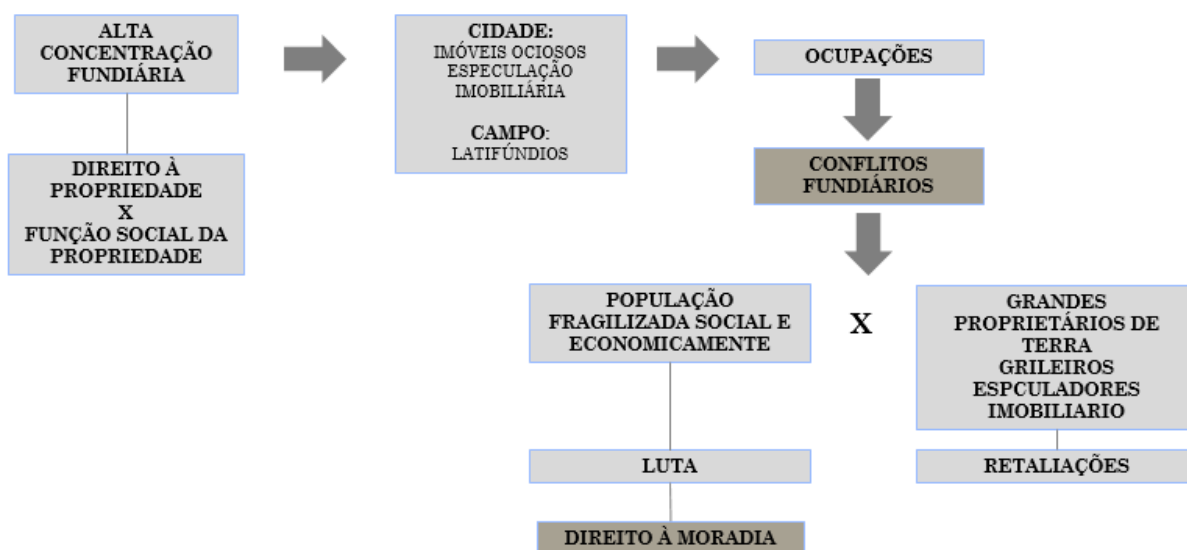 ALTA
CONCENTRAÇÃO
FUNDIÁRIA
DIREITO À
PROPRIEDADE
X
FUNÇÃO SOCIAL DA
PROPRIEDADE
CIDADE:
IMÓVEIS OCIOSOS
ESPECULAÇÃO
IMOBILIÁRIA
CAMPO:
LATIFÚNDIOS
OCUPAÇÕES
CONFLITOS
FUNDIÁRIOS
POPULAÇÃO
FRAGILIZADA SOCIAL E
ECONOMICAMENTE
X
GRANDES
PROPRIETÁRIOS DE
TERRA
GRILEIROS
ESPCULADORES
IMOBILIARIO
LUTA
RETALIAÇÕES
DIREITO À MORADIA